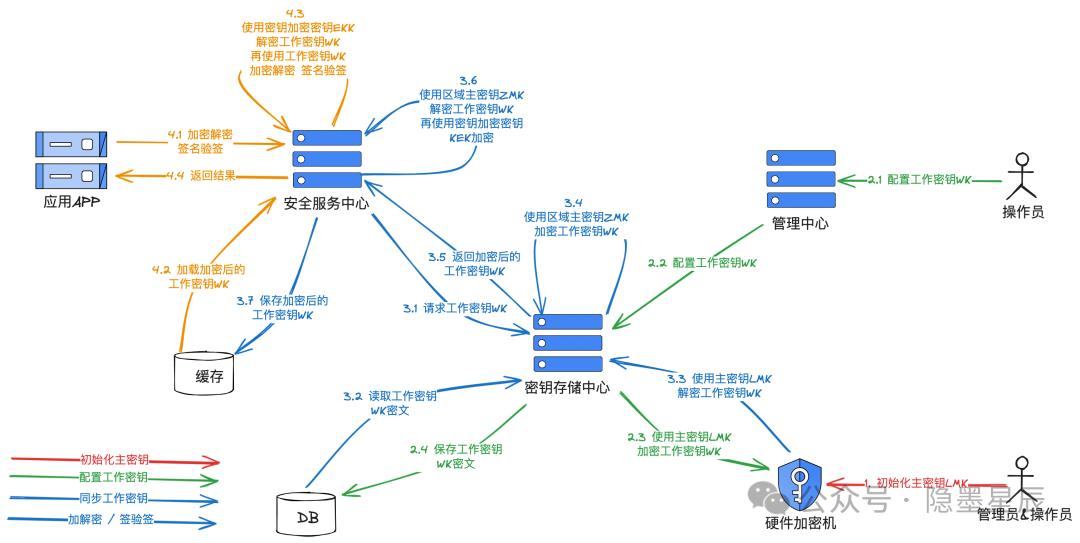 4.3
使用密钥加密密钥EKK
解密工作密钥WK
再使用工作密钥WK
加密解密 签名验签
3.6
使用区域主密钥ZMK
解密工作密钥WK
再使用密钥加密密钥
KEK加密
4.1 加密解密
签名验签
4.4 返回结果
应用APP
安全服务中心
2.1 配置工作密钥WK
操作员
管理中心
3.4
使用区域主密钥ZMK
加密工作密钥WK
3.5 返回加密后的
工作密钥WK
2.2 配置工作密钥WK
4.2 加载加密后的
工作密钥WK
3.7 保存加密后的
工作密钥WK
3.1 请求工作密钥WK
缓存
密钥存储中心
3.3 使用主密钥LMK
解密工作密钥WK
3.2 读取工作密钥
WK密文
2.3 使用主密钥LMK
加密工作密钥WK
2.4 保存工作密钥
WK密文
初始化主密钥
配置工作密钥
同步工作密钥
加解密 / 签验签
DB
1. 初始化主密钥LMK
公众号 · 隐墨星辰
硬件加密机
管理员&操作员